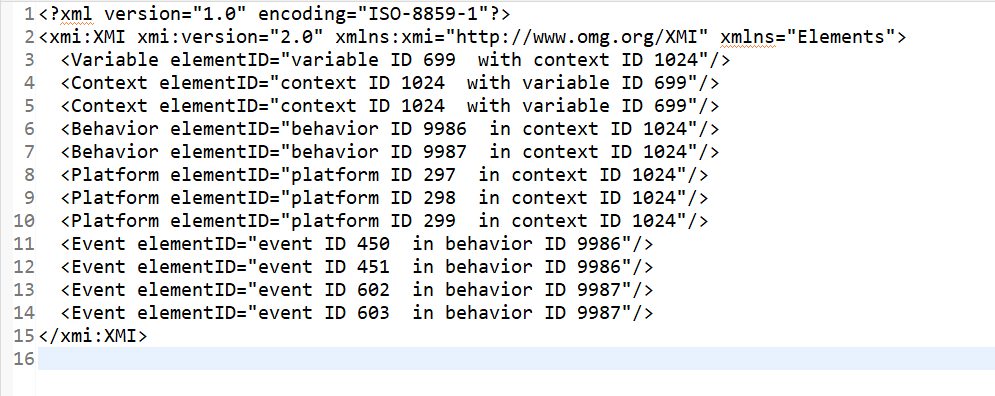 1 <?xml version="1.0" encoding="ISO-8859-1"?>
2 <xmi:XMI xmi:version="2.0" xmlns:xmi="http://www.omg.org/XMI" xmlns="Elements">
3   <Variable elementID="variable ID 699  with context ID 1024"/>
4   <Context elementID="context ID 1024  with variable ID 699"/>
5   <Context elementID="context ID 1024  with variable ID 699"/>
6   <Behavior elementID="behavior ID 9986  in context ID 1024"/>
7   <Behavior elementID="behavior ID 9987  in context ID 1024"/>
8   <Platform elementID="platform ID 297  in context ID 1024"/>
9   <Platform elementID="platform ID 298  in context ID 1024"/>
10   <Platform elementID="platform ID 299  in context ID 1024"/>
11   <Event elementID="event ID 450  in behavior ID 9986"/>
12   <Event elementID="event ID 451  in behavior ID 9986"/>
13   <Event elementID="event ID 602  in behavior ID 9987"/>
14   <Event elementID="event ID 603  in behavior ID 9987"/>
15 </xmi:XMI>
16